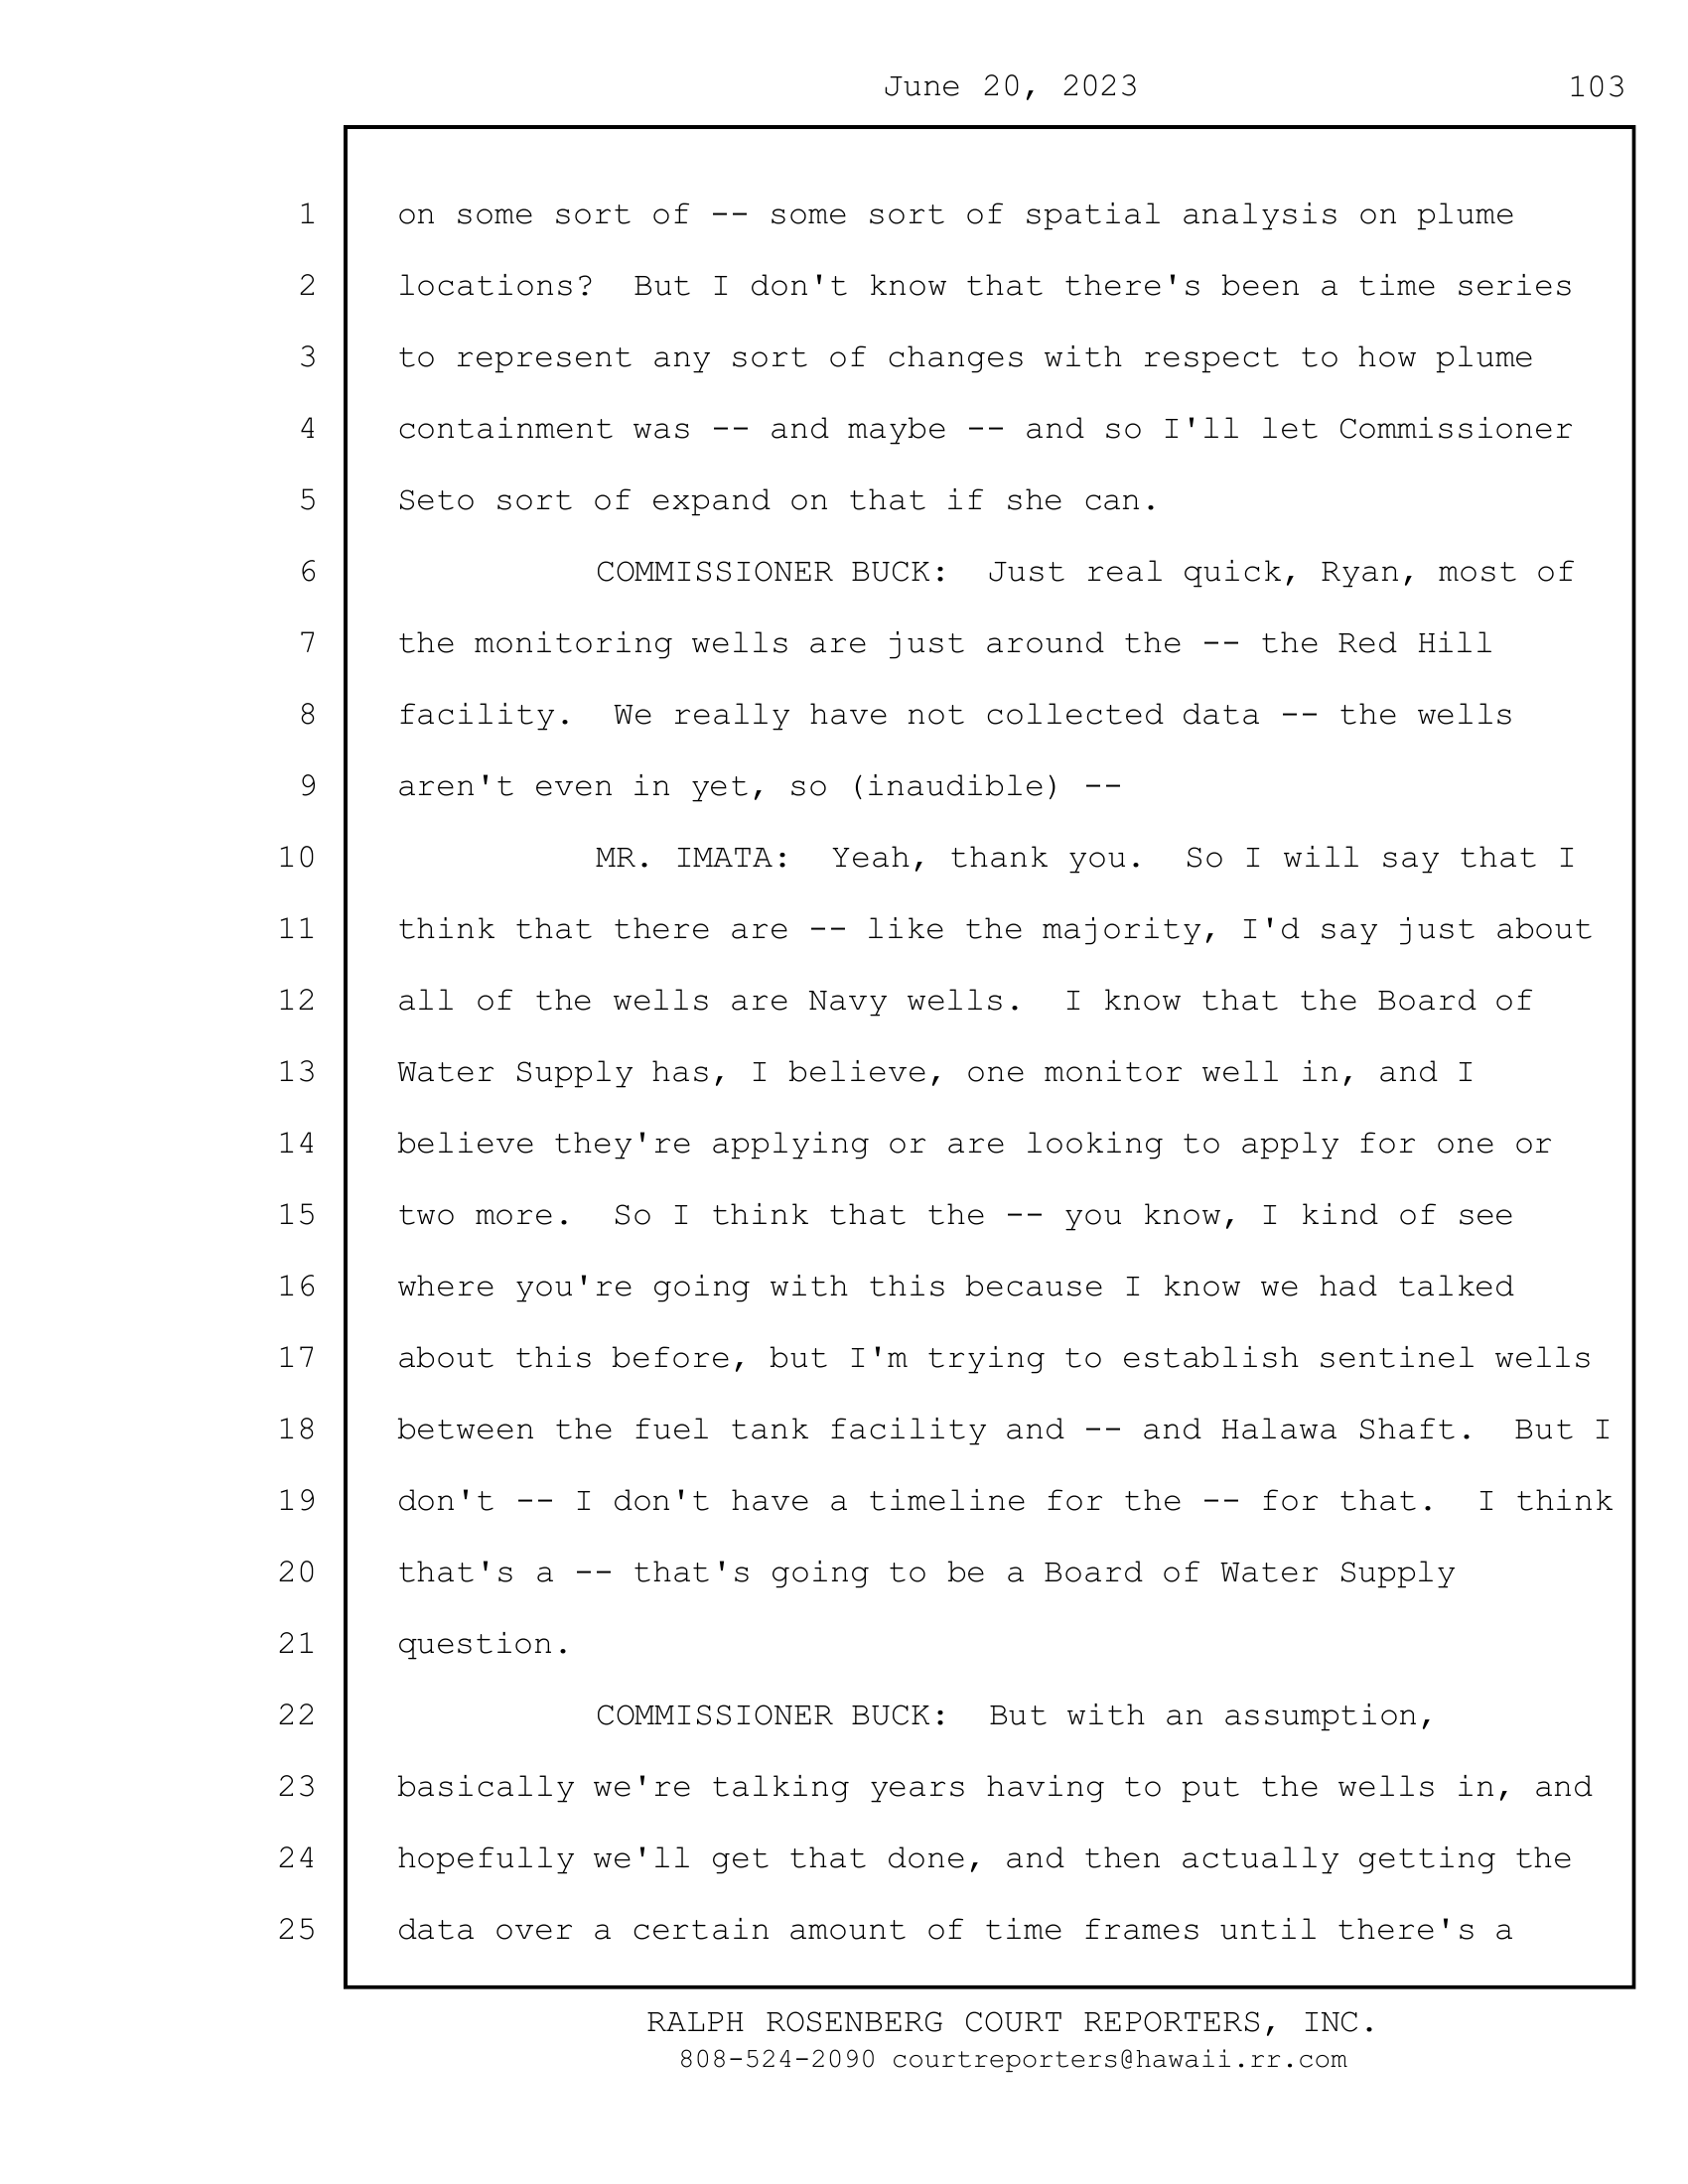 June 20, 2023 103
1 on some sort of -- some sort of spatial analysis on plume
2 locations?  But I don't know that there's been a time series
3 to represent any sort of changes with respect to how plume
4 containment was -- and maybe -- and so I'll let Commissioner
5 Seto sort of expand on that if she can.
6 COMMISSIONER BUCK:  Just real quick, Ryan, most of
7 the monitoring wells are just around the -- the Red Hill
8 facility.  We really have not collected data -- the wells
9 aren't even in yet, so (inaudible) --
10 MR. IMATA:  Yeah, thank you.  So I will say that I
11 think that there are -- like the majority, I'd say just about
12 all of the wells are Navy wells.  I know that the Board of
13 Water Supply has, I believe, one monitor well in, and I
14 believe they're applying or are looking to apply for one or
15 two more.  So I think that the -- you know, I kind of see
16 where you're going with this because I know we had talked
17 about this before, but I'm trying to establish sentinel wells
18 between the fuel tank facility and -- and Halawa Shaft.  But I
19 don't -- I don't have a timeline for the -- for that.  I think
20 that's a -- that's going to be a Board of Water Supply
21 question.
22 COMMISSIONER BUCK:  But with an assumption,
23 basically we're talking years having to put the wells in, and
24 hopefully we'll get that done, and then actually getting the
25 data over a certain amount of time frames until there's a
RALPH ROSENBERG COURT REPORTERS, INC.
808-524-2090 courtreporters@hawaii.rr.com